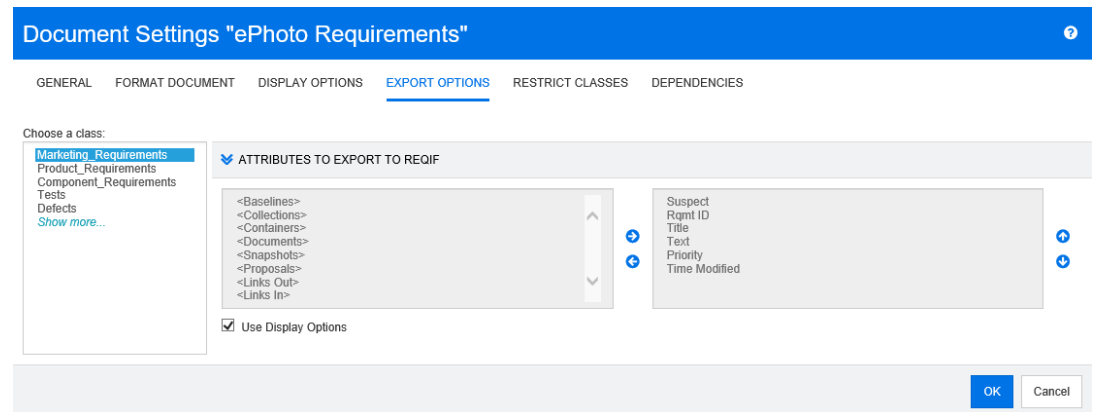 Document Settings "ePhoto Requirements"
?
GENERAL FORMAT DOCUMENT DISPLAY OPTIONS EXPORT OPTIONS RESTRICT CLASSES DEPENDENCIES
Choose a class:
Marketing_Requirements
Product_Requirements
Component_Requirements
Tests
Defects
Show more...
ATTRIBUTES TO EXPORT TO REQIF
<Baselines>
<Collections>
<Containers>
<Documents>
<Snapshots>
<Proposals>
<Links Out>
<Links In>
Suspect
Rqmt ID
Title
Text
Priority
Time Modified
Use Display Options
OK Cancel